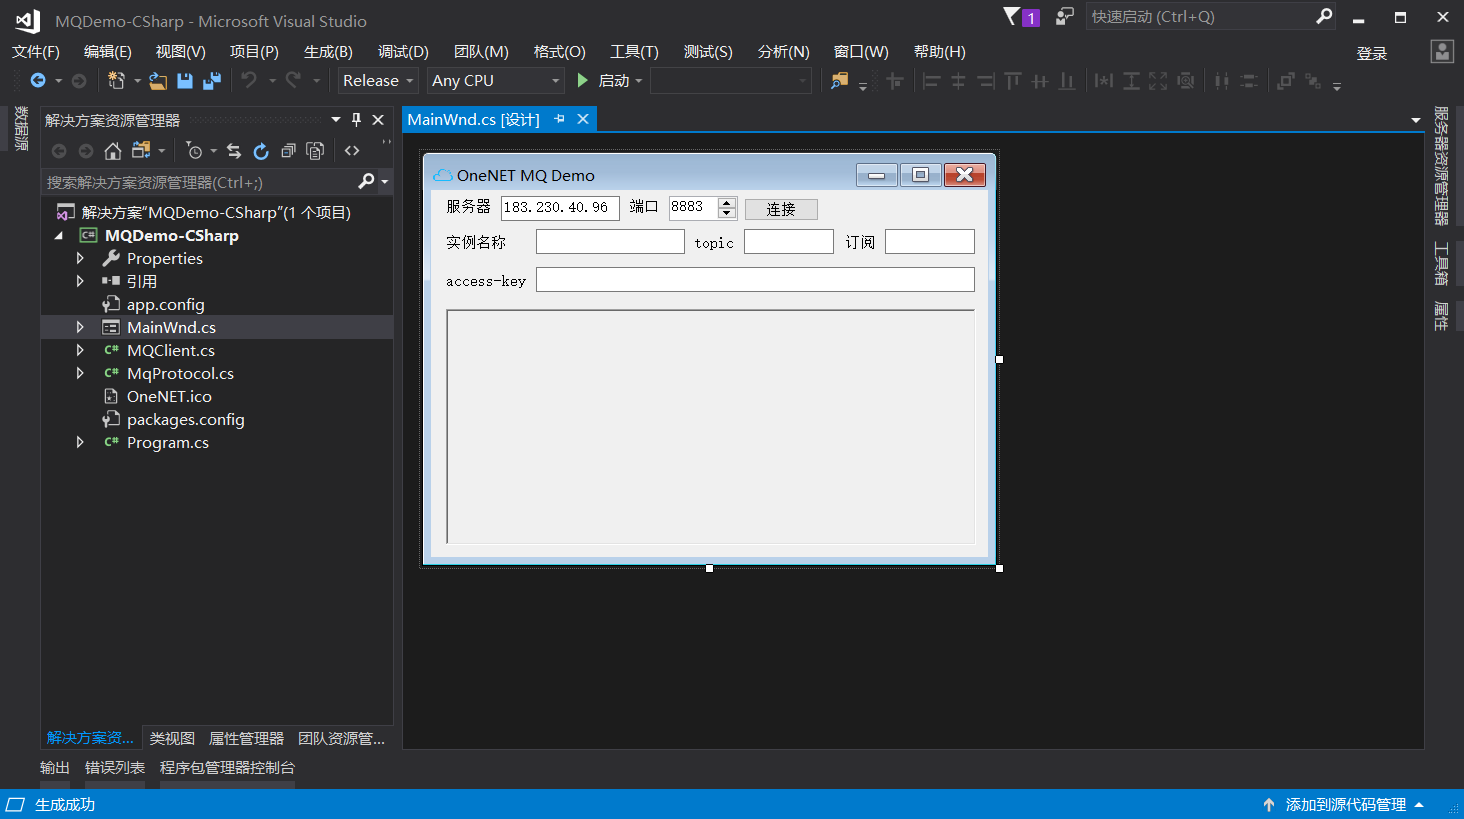 MQDemo-CSharp - Microsoft Visual Studio
1
快速启动 (Ctrl+Q)
文件(F) 编辑(E) 视图(V) 项目(P) 生成(B) 调试(D) 团队(M) 格式(O) 工具(T) 测试(S) 分析(N) 窗口(W) 帮助(H)
登录
Release Any CPU 启动
数据源
解决方案资源管理器
搜索解决方案资源管理器(Ctrl+;)
解决方案“MQDemo-CSharp”(1 个项目)
C# MQDemo-CSharp
Properties
引用
app.config
MainWnd.cs
C# MQClient.cs
C# MqProtocol.cs
OneNET.ico
packages.config
C# Program.cs
解决方案资... 类视图 属性管理器 团队资源管...
MainWnd.cs [设计]
OneNET MQ Demo
服务器 183.230.40.96 端口 8883 连接
实例名称 topic 订阅
access-key
服务器资源管理器
工具箱
属性
输出 错误列表 程序包管理器控制台
生成成功
添加到源代码管理